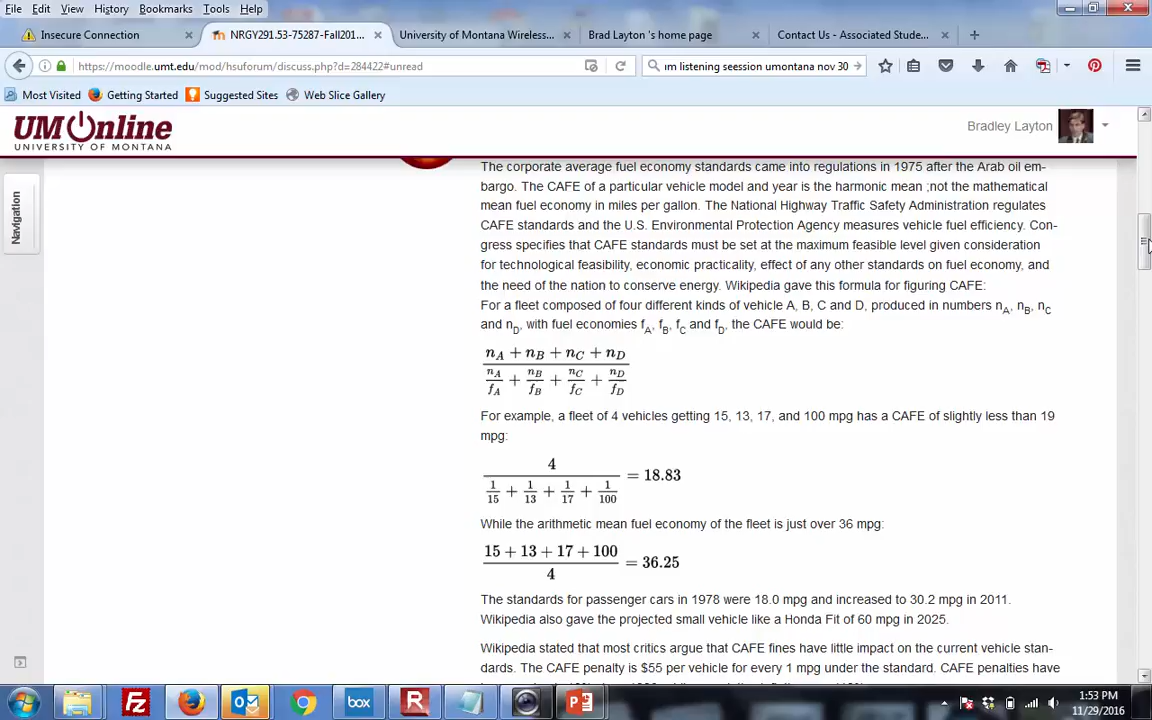 File Edit View History Bookmarks Tools Help
Insecure Connection
NRGY291.53-75287-Fall201...
University of Montana Wireless...
Brad Layton 's home page
Contact Us - Associated Stude...
https://moodle.umt.edu/mod/hsuforum/discuss.php?d=284422#unread
um listening seession umontana nov 30
Most Visited Getting Started Suggested Sites Web Slice Gallery
UM Online
UNIVERSITY OF MONTANA
Bradley Layton
Navigation
The corporate average fuel economy standards came into regulations in 1975 after the Arab oil em-
bargo. The CAFE of a particular vehicle model and year is the harmonic mean ;not the mathematical
mean fuel economy in miles per gallon. The National Highway Traffic Safety Administration regulates
CAFE standards and the U.S. Environmental Protection Agency measures vehicle fuel efficiency. Con-
gress specifies that CAFE standards must be set at the maximum feasible level given consideration
for technological feasibility, economic practicality, effect of any other standards on fuel economy, and
the need of the nation to conserve energy. Wikipedia gave this formula for figuring CAFE:
For a fleet composed of four different kinds of vehicle A, B, C and D, produced in numbers nA, nB, nC
and nD, with fuel economies fA, fB, fC and fD, the CAFE would be:
nA + nB + nC + nD
nA/fA + nB/fB + nC/fC + nD/fD
For example, a fleet of 4 vehicles getting 15, 13, 17, and 100 mpg has a CAFE of slightly less than 19
mpg:
4
1/15 + 1/13 + 1/17 + 1/100 = 18.83
While the arithmetic mean fuel economy of the fleet is just over 36 mpg:
15 + 13 + 17 + 100
4 = 36.25
The standards for passenger cars in 1978 were 18.0 mpg and increased to 30.2 mpg in 2011.
Wikipedia also gave the projected small vehicle like a Honda Fit of 60 mpg in 2025.
Wikipedia stated that most critics argue that CAFE fines have little impact on the current vehicle stan-
dards. The CAFE penalty is $55 per vehicle for every 1 mpg under the standard. CAFE penalties have
box
1:53 PM
11/29/2016